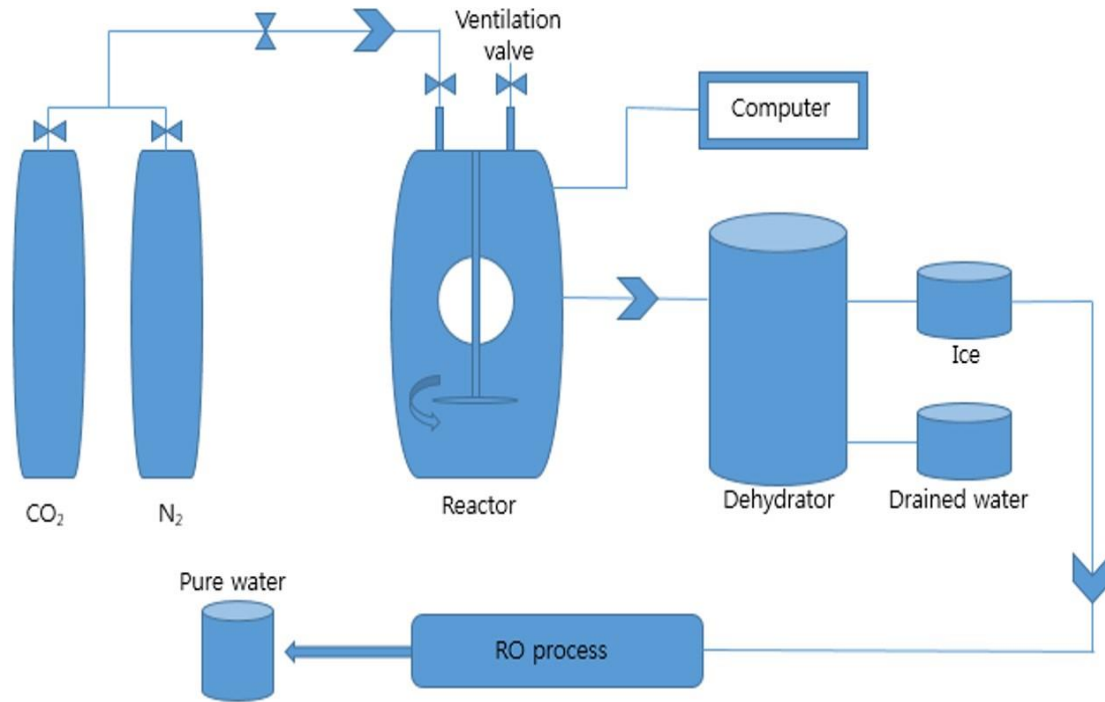 Ventilation
valve
Computer
Ice
Reactor
Dehydrator
Drained water
CO₂
N₂
Pure water
RO process